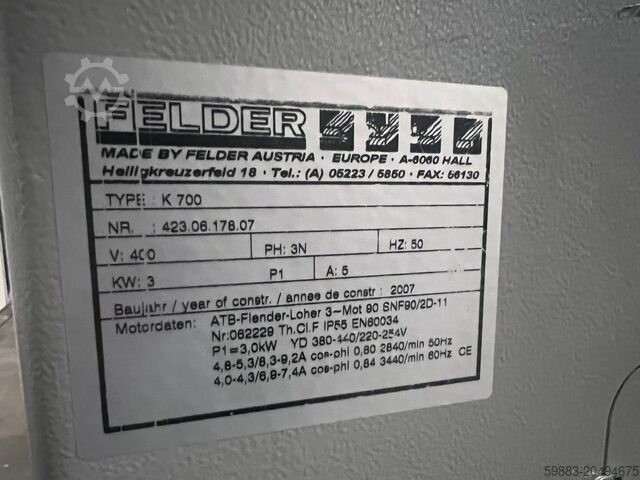 FELDER
MADE BY FELDER AUSTRIA · EUROPE · A-6060 HALL
Heiligkreuzerfeld 18 · Tel.: (A) 05223 / 5850 · FAX: 56130
TYPE : K 700
NR. : 423.06.178.07
V: 400 PH: 3N HZ: 50
KW: 3 P1 A: 5
Baujahr / year of constr. / annee de constr : 2007
Motordaten: ATB-Flender-Loher 3~Mot 90 SNF90/2D-11
Nr:062229 Th.Cl.F IP55 EN60034
P1=3,0kW YD 380-440/220-254V
4,8-5,3/8,3-9,2A cos-phi 0,80 2840/min 50Hz
4,0-4,3/6,9-7,4A cos-phi 0,84 3440/min 60Hz CE
59883-20494675